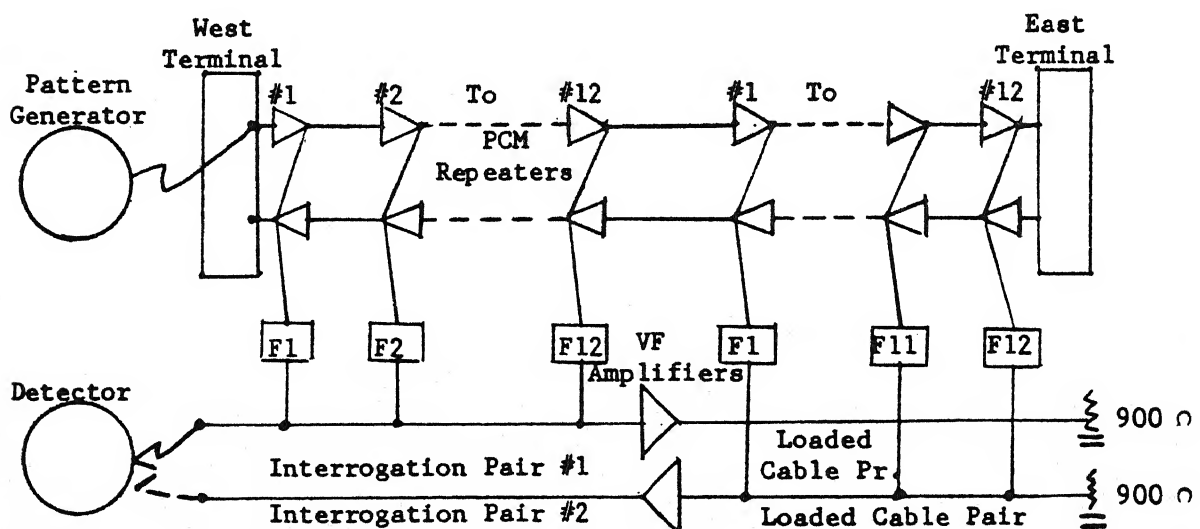 West
Terminal
East
Terminal
Pattern
Generator
#1
#2
To
#12
#1
To
#12
PCM
Repeaters
F1
F2
F12
VF
Amplifiers
F1
F11
F12
Detector
900 Ω
Loaded
Cable Pr.
Interrogation Pair #1
900 Ω
Interrogation Pair #2
Loaded Cable Pair